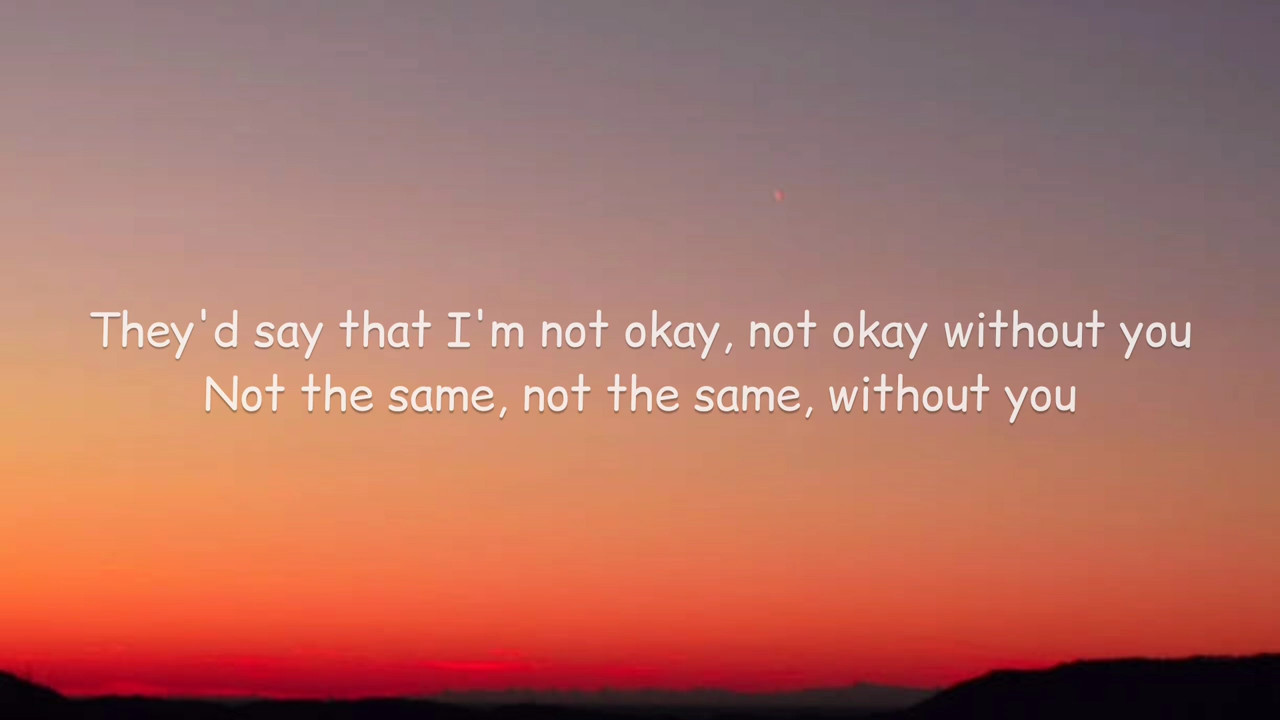 They'd say that I'm not okay, not okay without you
Not the same, not the same, without you